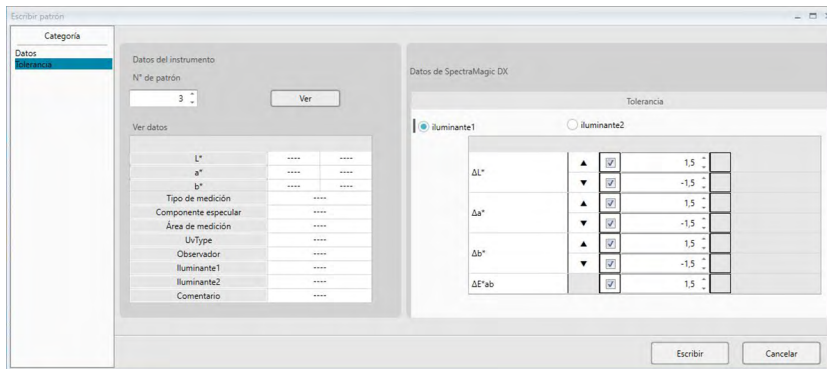 Escribir patrón
Categoría
Datos
Tolerancia
Datos del instrumento
N° de patrón
3
Ver
Ver datos
L* ---- ----
a* ---- ----
b* ---- ----
Tipo de medición ----
Componente especular ----
Área de medición ----
UvType ----
Observador ----
Iluminante1 ----
Iluminante2 ----
Comentario ----
Datos de SpectraMagic DX
Tolerancia
iluminante1 iluminante2
ΔL* ▲ 1,5
▼ -1,5
Δa* ▲ 1,5
▼ -1,5
Δb* ▲ 1,5
▼ -1,5
ΔE*ab 1,5
Escribir Cancelar